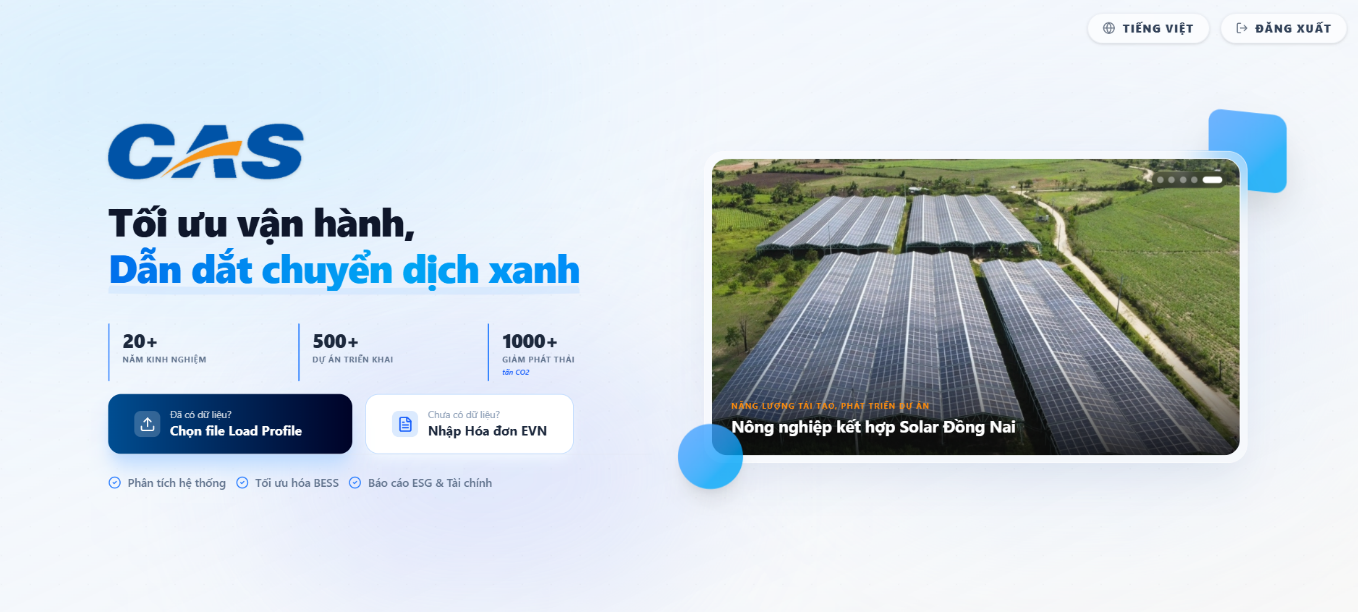 TIẾNG VIỆT
ĐĂNG XUẤT
CAS
Tối ưu vận hành,
Dẫn dắt chuyển dịch xanh
20+
NĂM KINH NGHIỆM
500+
DỰ ÁN TRIỂN KHAI
1000+
GIẢM PHÁT THẢI
tấn CO2
Đã có dữ liệu?
Chọn file Load Profile
Chưa có dữ liệu?
Nhập Hóa đơn EVN
Phân tích hệ thống
Tối ưu hóa BESS
Báo cáo ESG & Tài chính
NĂNG LƯỢNG TÁI TẠO, PHÁT TRIỂN DỰ ÁN
Nông nghiệp kết hợp Solar Đồng Nai